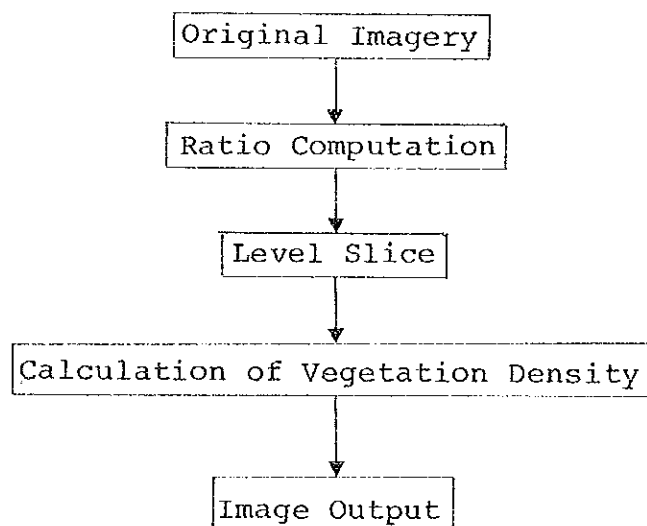 Original Imagery
Ratio Computation
Level Slice
Calculation of Vegetation Density
Image Output